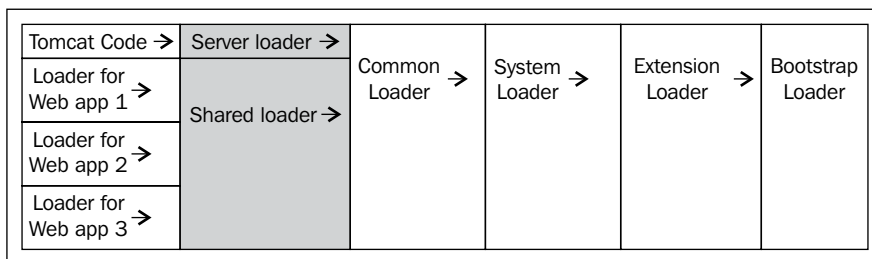 Tomcat Code →
Server loader →
Loader for
Web app 1 →
Loader for
Web app 2 →
Loader for
Web app 3 →
Shared loader →
Common
Loader →
System
Loader →
Extension
Loader →
Bootstrap
Loader